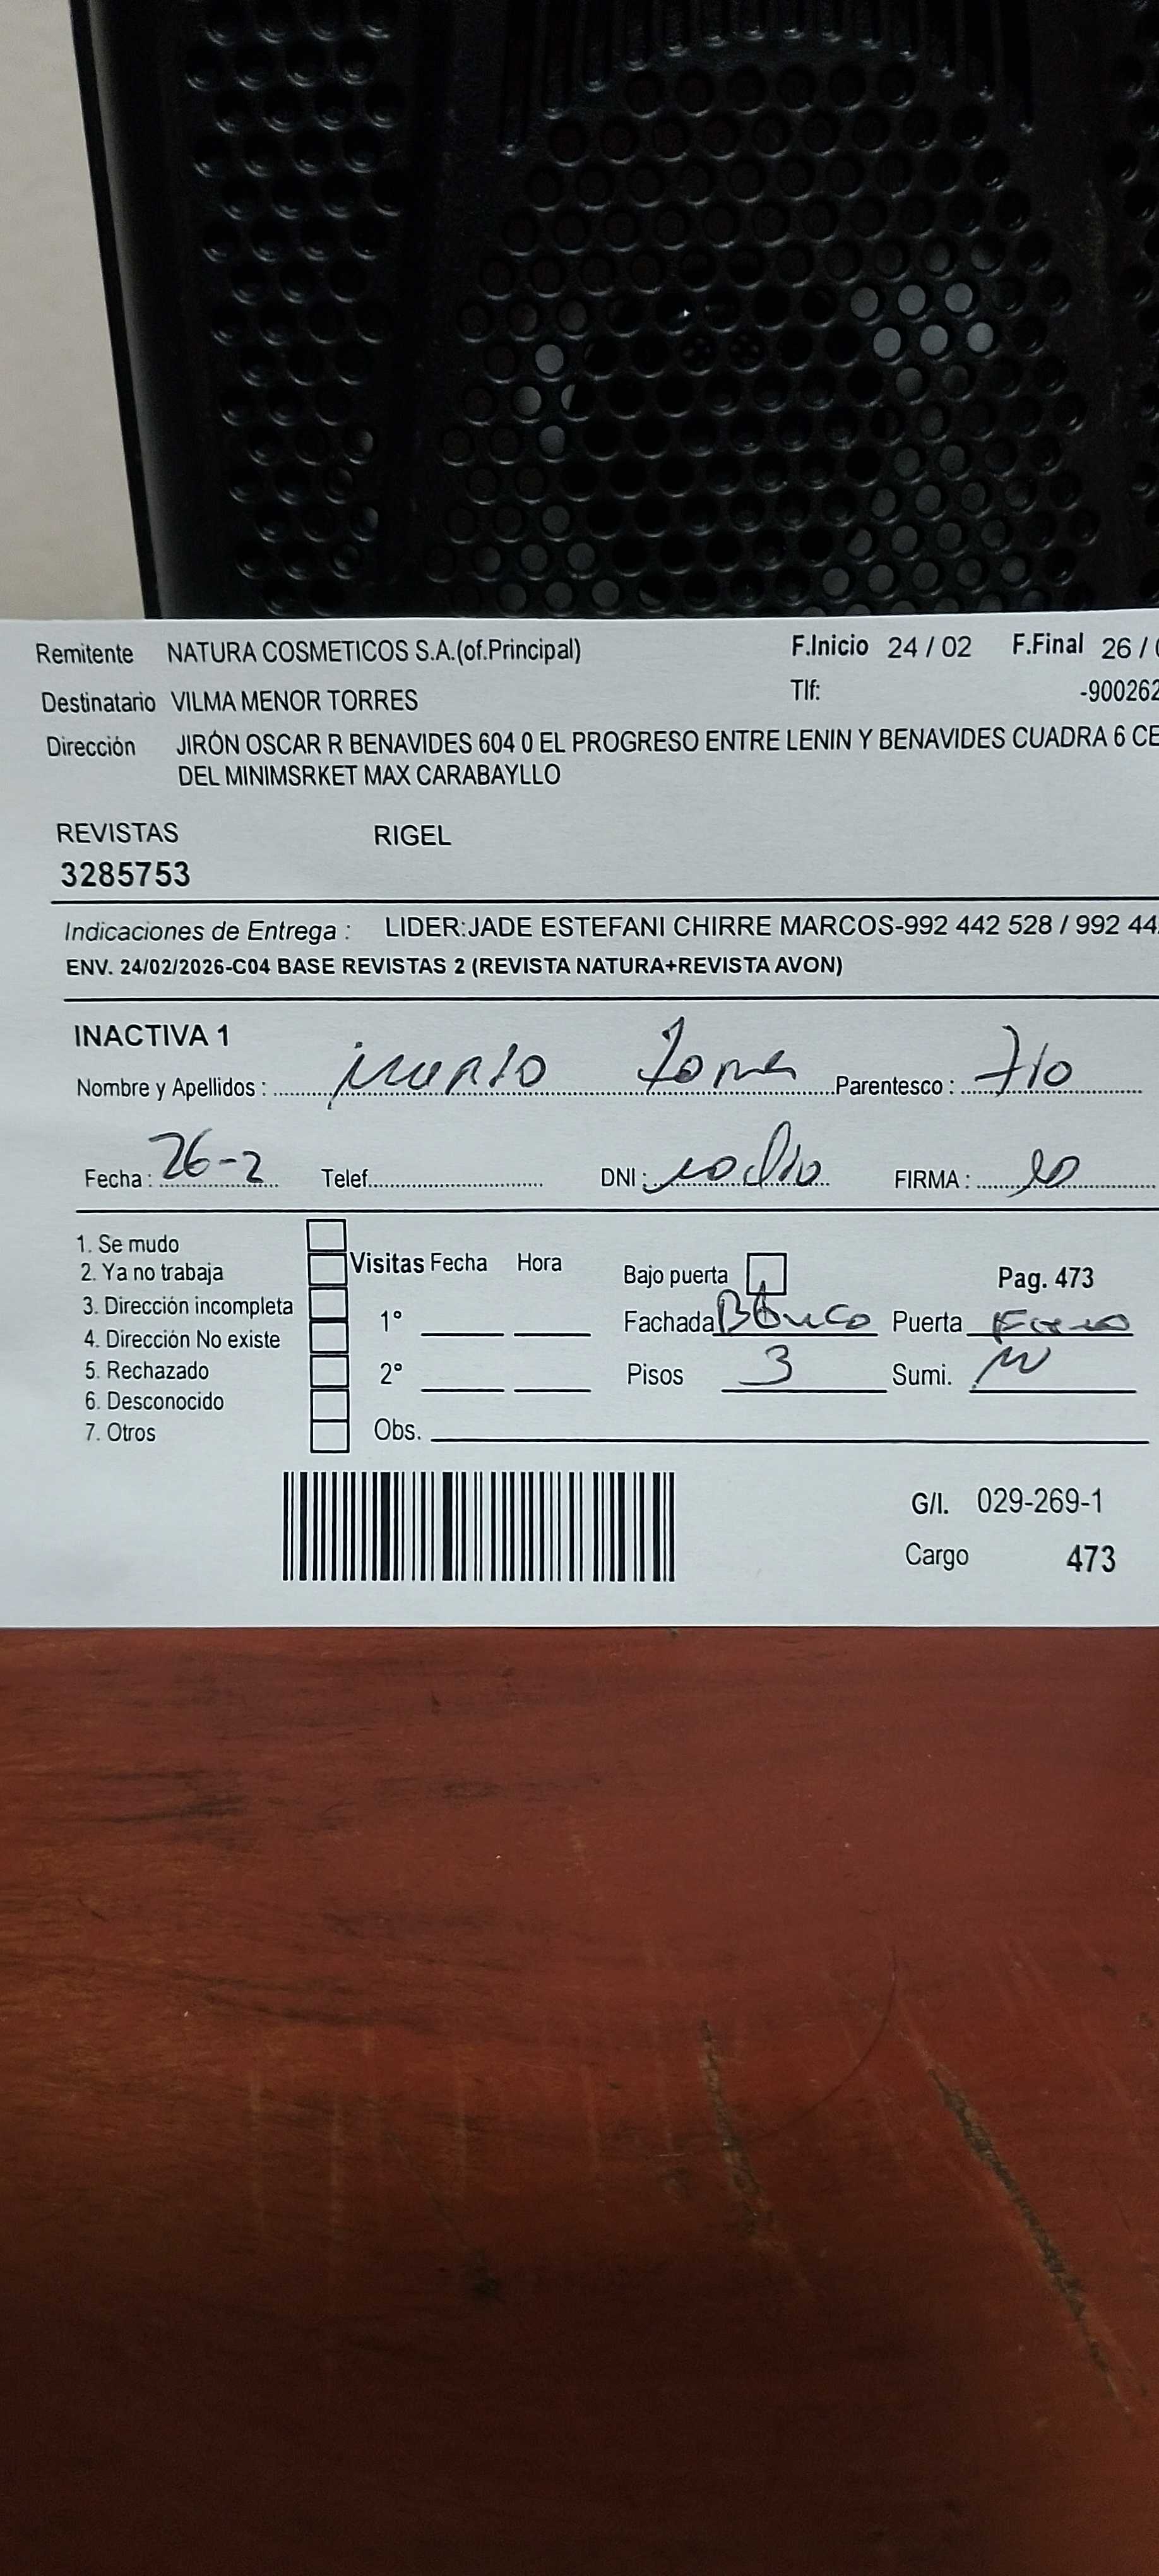 Remitente NATURA COSMETICOS S.A.(of.Principal) F.Inicio 24 / 02 F.Final 26 /
Destinatario VILMA MENOR TORRES Tlf: -900262
Dirección JIRÓN OSCAR R BENAVIDES 604 0 EL PROGRESO ENTRE LENIN Y BENAVIDES CUADRA 6 CE
DEL MINIMSRKET MAX CARABAYLLO
REVISTAS RIGEL
3285753
Indicaciones de Entrega : LIDER:JADE ESTEFANI CHIRRE MARCOS-992 442 528 / 992 44
ENV. 24/02/2026-C04 BASE REVISTAS 2 (REVISTA NATURA+REVISTA AVON)
INACTIVA 1
Nombre y Apellidos : Parentesco : Tio
Fecha : 26-2 Telef. DNI : FIRMA :
1. Se mudo
2. Ya no trabaja Visitas Fecha Hora Bajo puerta Pag. 473
3. Dirección incompleta 1° Fachada Blanco Puerta
4. Dirección No existe
5. Rechazado 2° Pisos 3 Sumi.
6. Desconocido
7. Otros Obs.
G/I. 029-269-1
Cargo 473